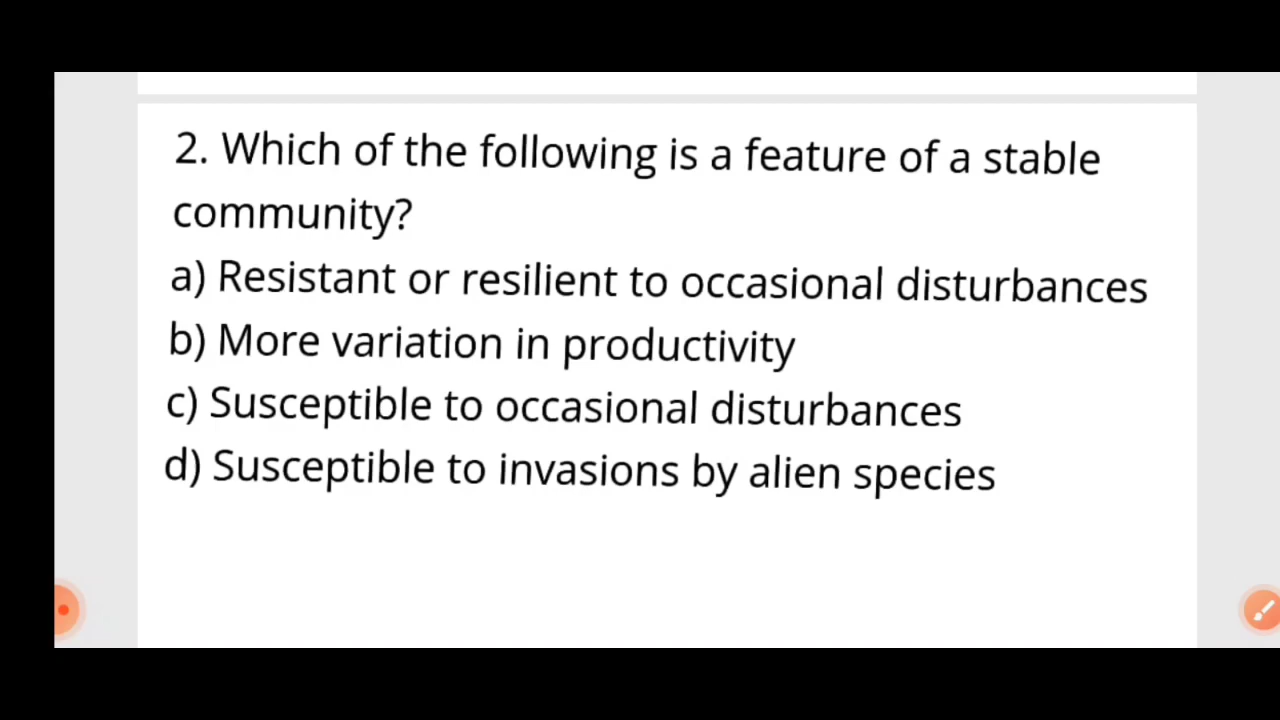 2. Which of the following is a feature of a stable
community?
a) Resistant or resilient to occasional disturbances
b) More variation in productivity
c) Susceptible to occasional disturbances
d) Susceptible to invasions by alien species